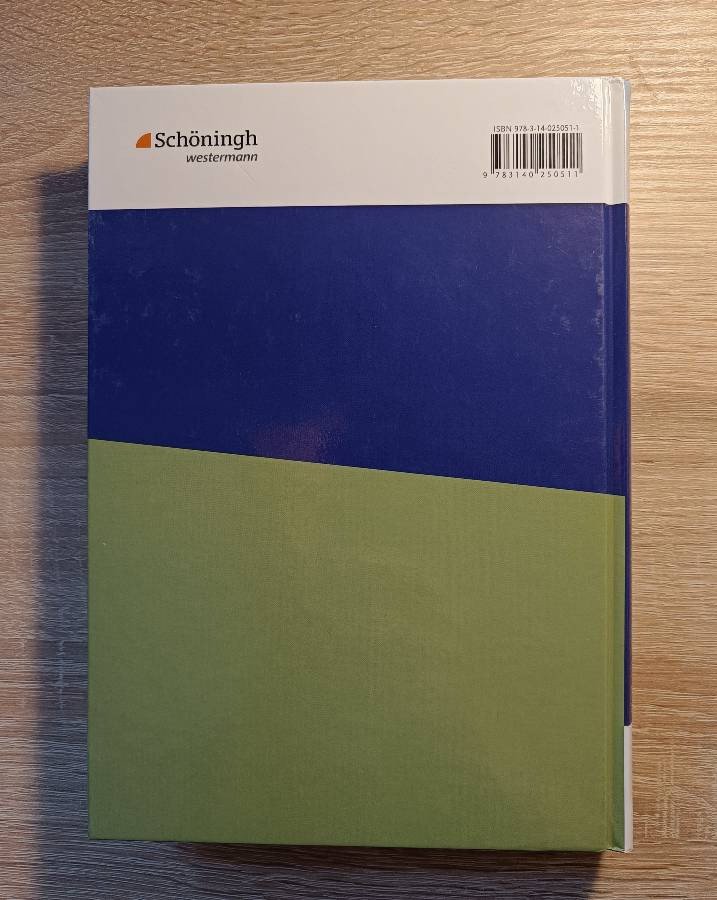 Schöningh
westermann
ISBN 978-3-14-025051-1
9 783140 250511